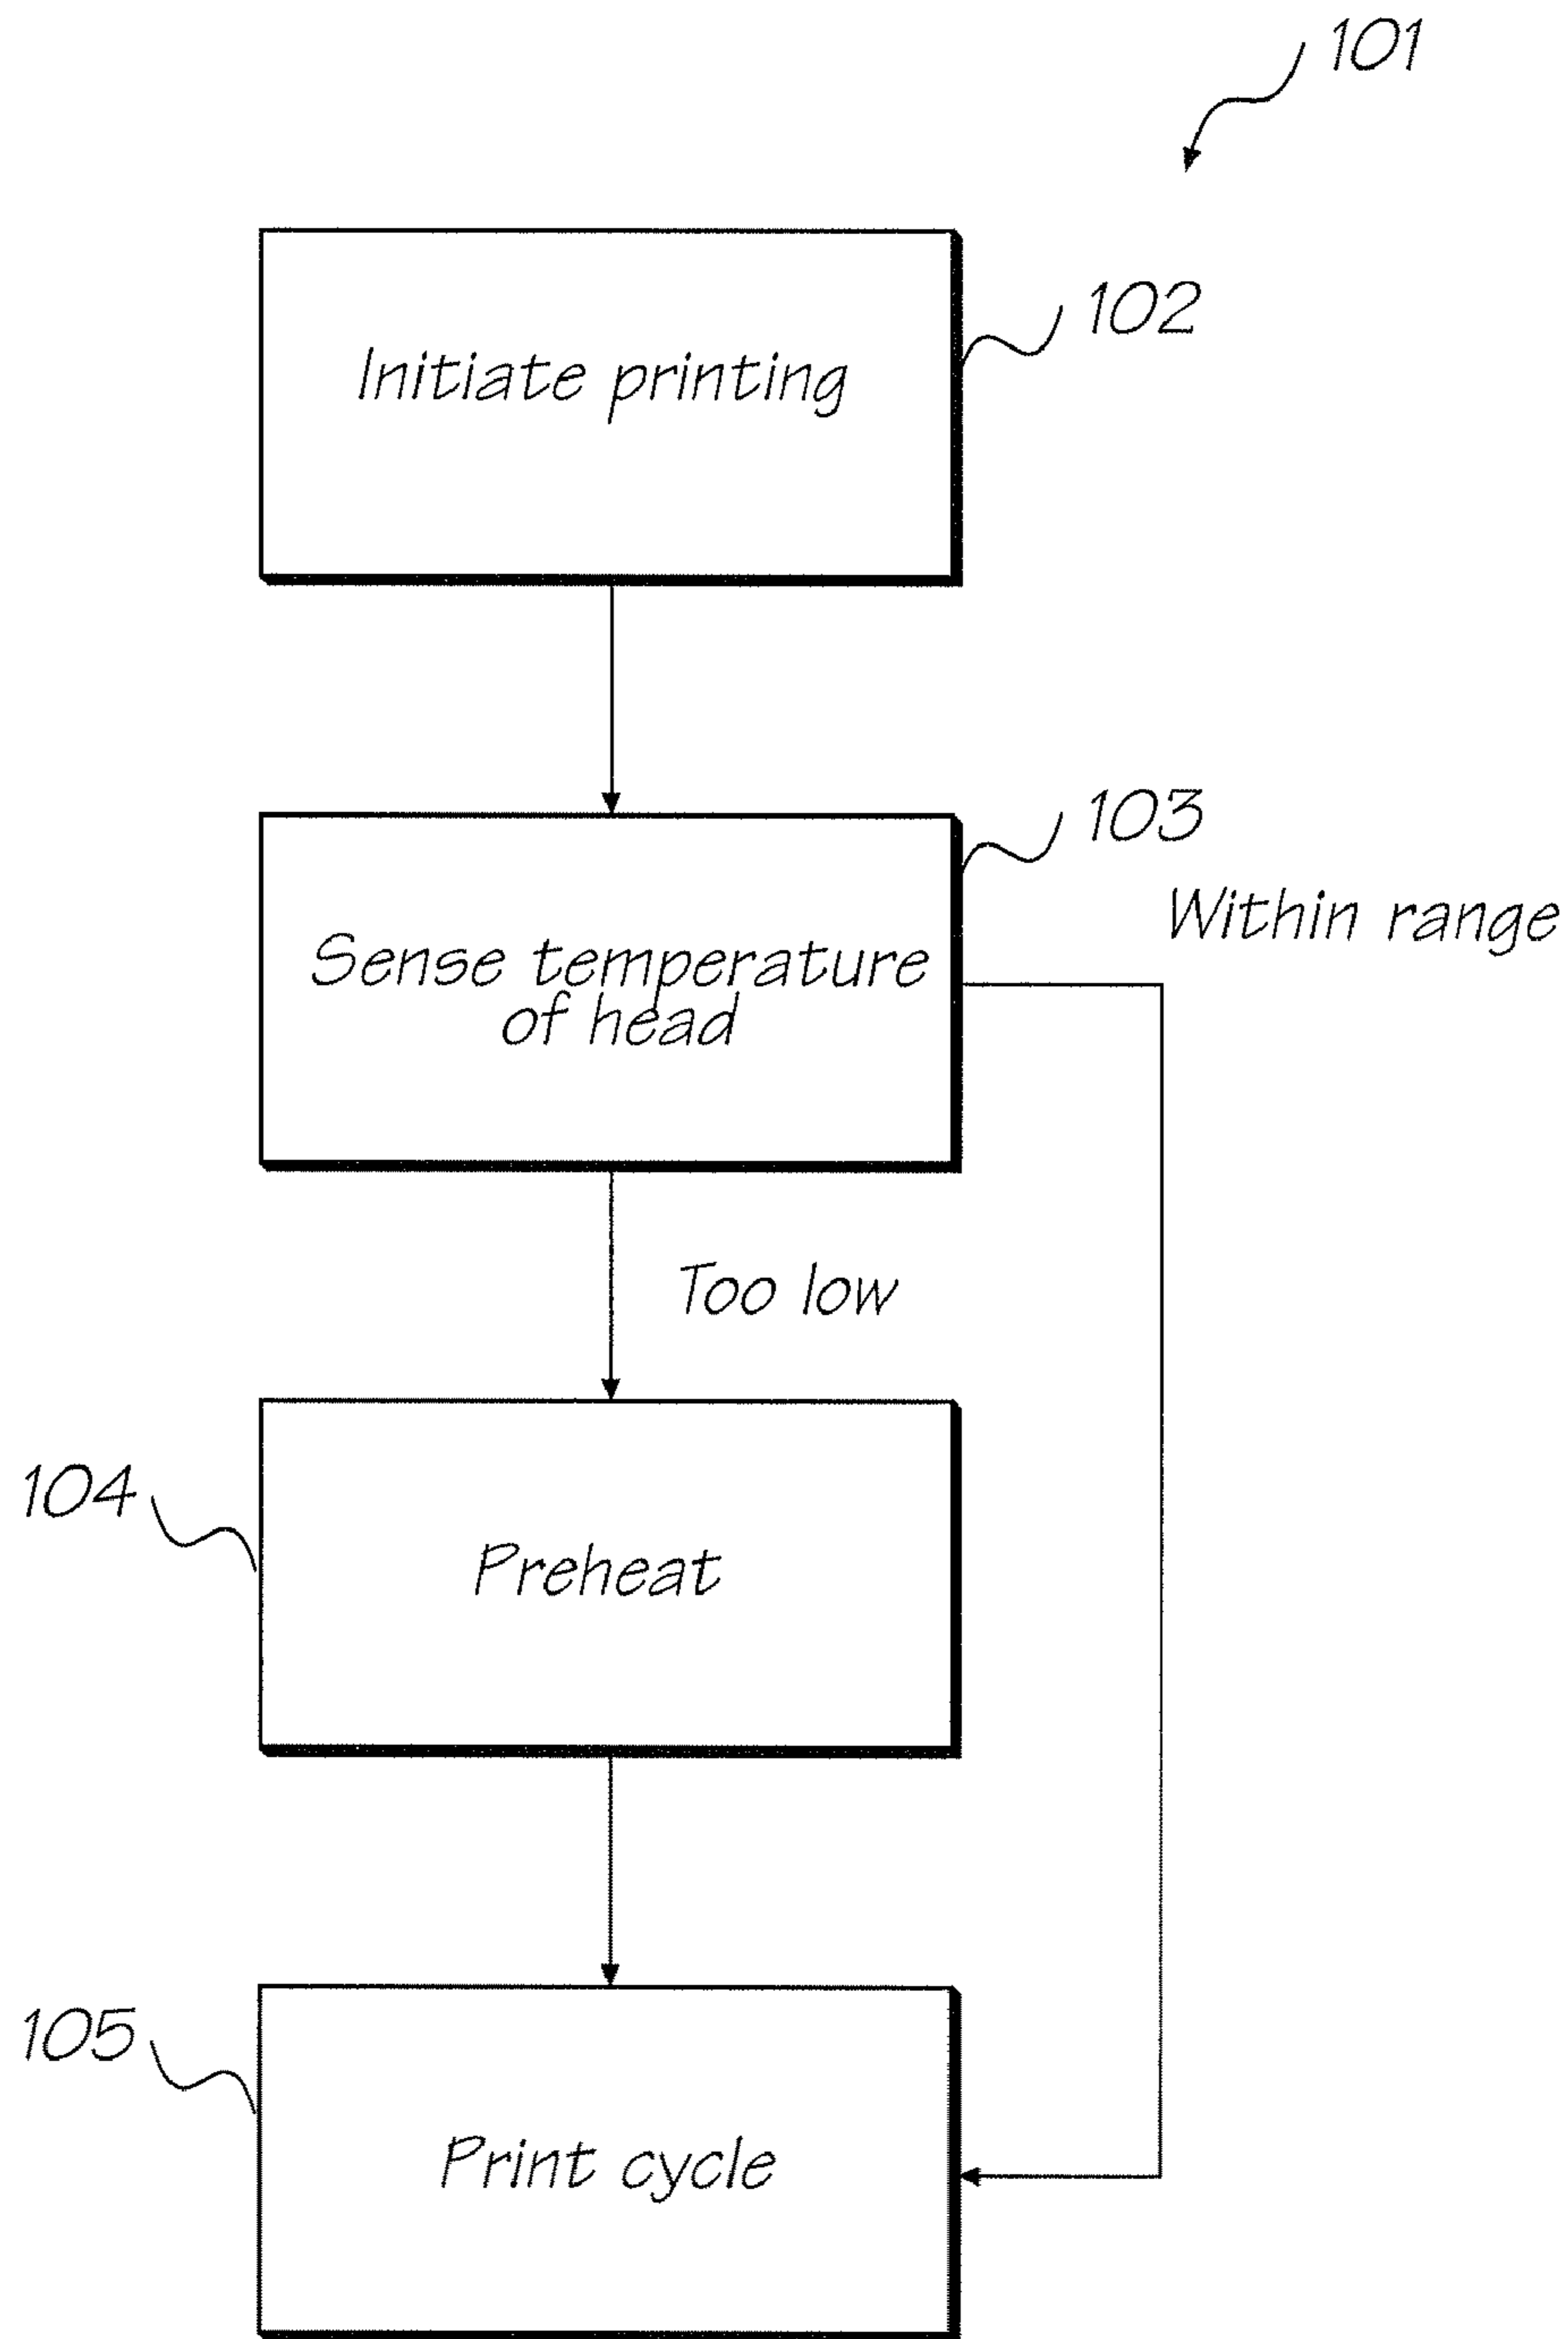 101
Initiate printing
102
103
Within range
Sense temperature
of head
Too low
104
Preheat
105
Print cycle